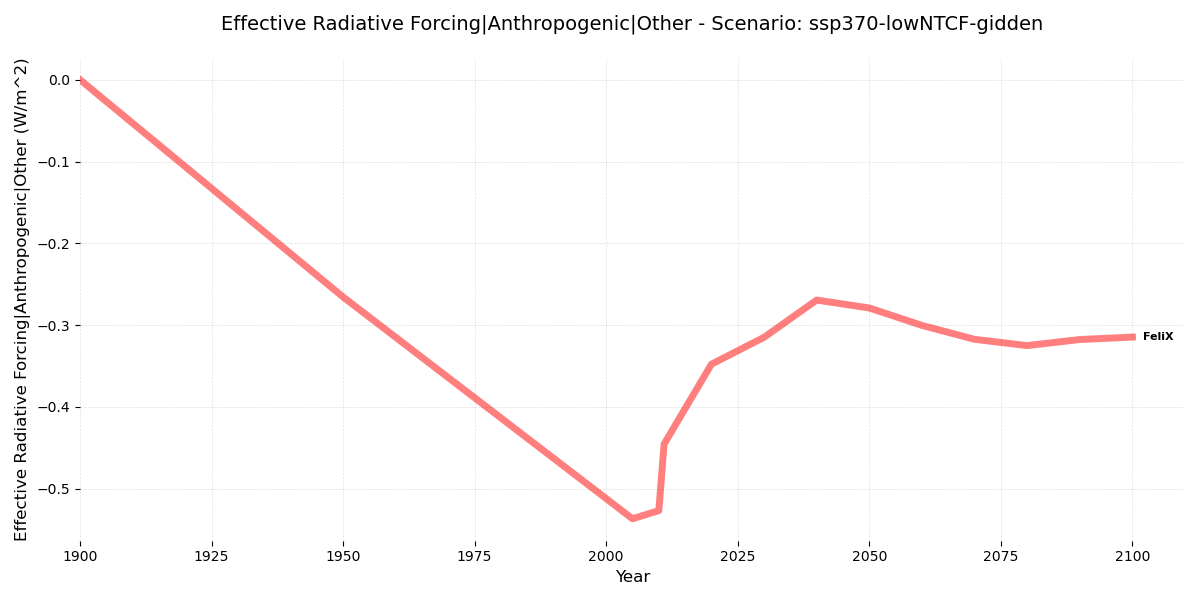 Effective Radiative Forcing|Anthropogenic|Other - Scenario: ssp370-lowNTCF-gidden
Effective Radiative Forcing|Anthropogenic|Other (W/m^2)
0.0
−0.1
−0.2
−0.3
−0.4
−0.5
FeliX
1900 1925 1950 1975 2000 2025 2050 2075 2100
Year